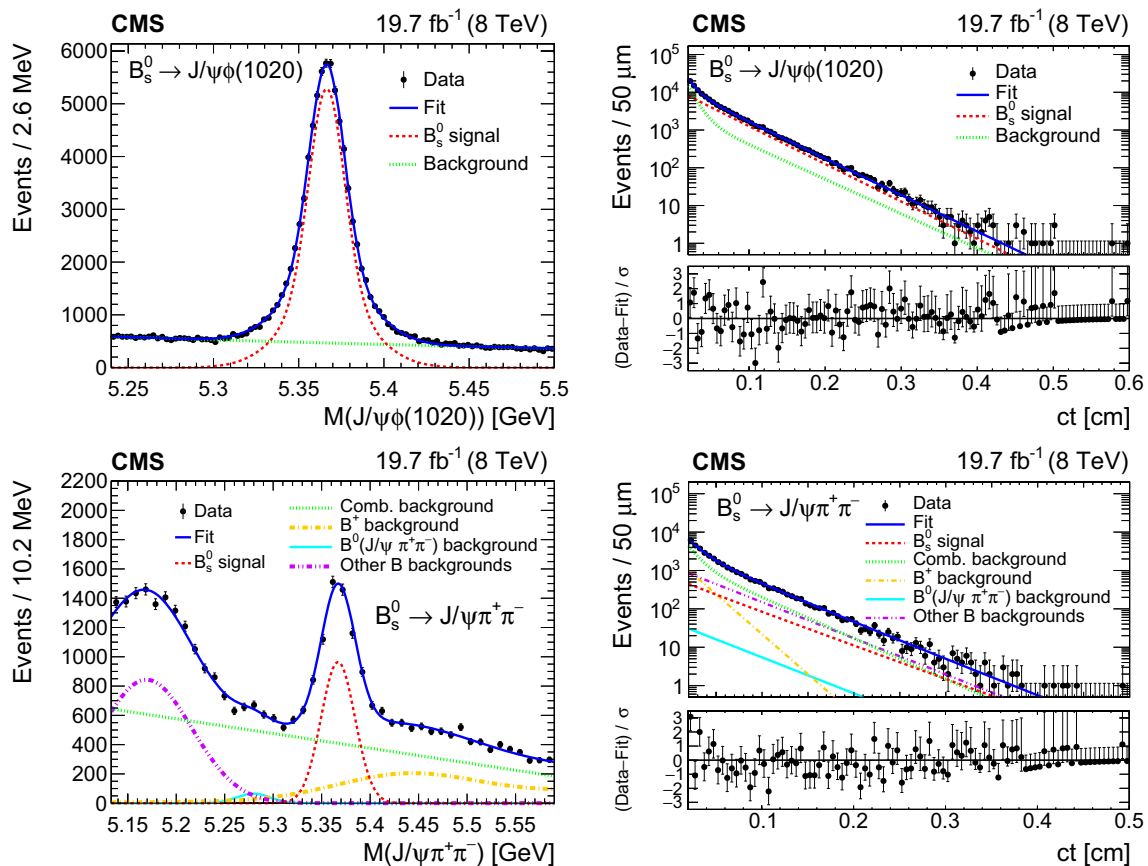 CMS 19.7 fb⁻¹ (8 TeV)
Events / 2.6 MeV
6000
5000
4000
3000
2000
1000
0
B⁰ₛ → J/ψϕ(1020)
Data
Fit
B⁰ₛ signal
Background
5.25 5.3 5.35 5.4 5.45 5.5
M(J/ψϕ(1020)) [GeV]
CMS 19.7 fb⁻¹ (8 TeV)
Events / 50 μm
10⁵
10⁴
10³
10²
10
1
B⁰ₛ → J/ψϕ(1020)
Data
Fit
B⁰ₛ signal
Background
(Data–Fit) / σ
3
2
1
0
−1
−2
−3
0.1 0.2 0.3 0.4 0.5 0.6
ct [cm]
CMS 19.7 fb⁻¹ (8 TeV)
Events / 10.2 MeV
2200
2000
1800
1600
1400
1200
1000
800
600
400
200
0
Data
Fit
B⁰ₛ signal
Comb. background
B⁺ background
B⁰(J/ψ π⁺π⁻) background
Other B backgrounds
B⁰ₛ → J/ψπ⁺π⁻
5.15 5.2 5.25 5.3 5.35 5.4 5.45 5.5 5.55
M(J/ψπ⁺π⁻) [GeV]
CMS 19.7 fb⁻¹ (8 TeV)
Events / 50 μm
10⁵
10⁴
10³
10²
10
1
B⁰ₛ → J/ψπ⁺π⁻
Data
Fit
B⁰ₛ signal
Comb. background
B⁺ background
B⁰(J/ψ π⁺π⁻) background
Other B backgrounds
(Data–Fit) / σ
3
2
1
0
−1
−2
−3
0.1 0.2 0.3 0.4 0.5
ct [cm]